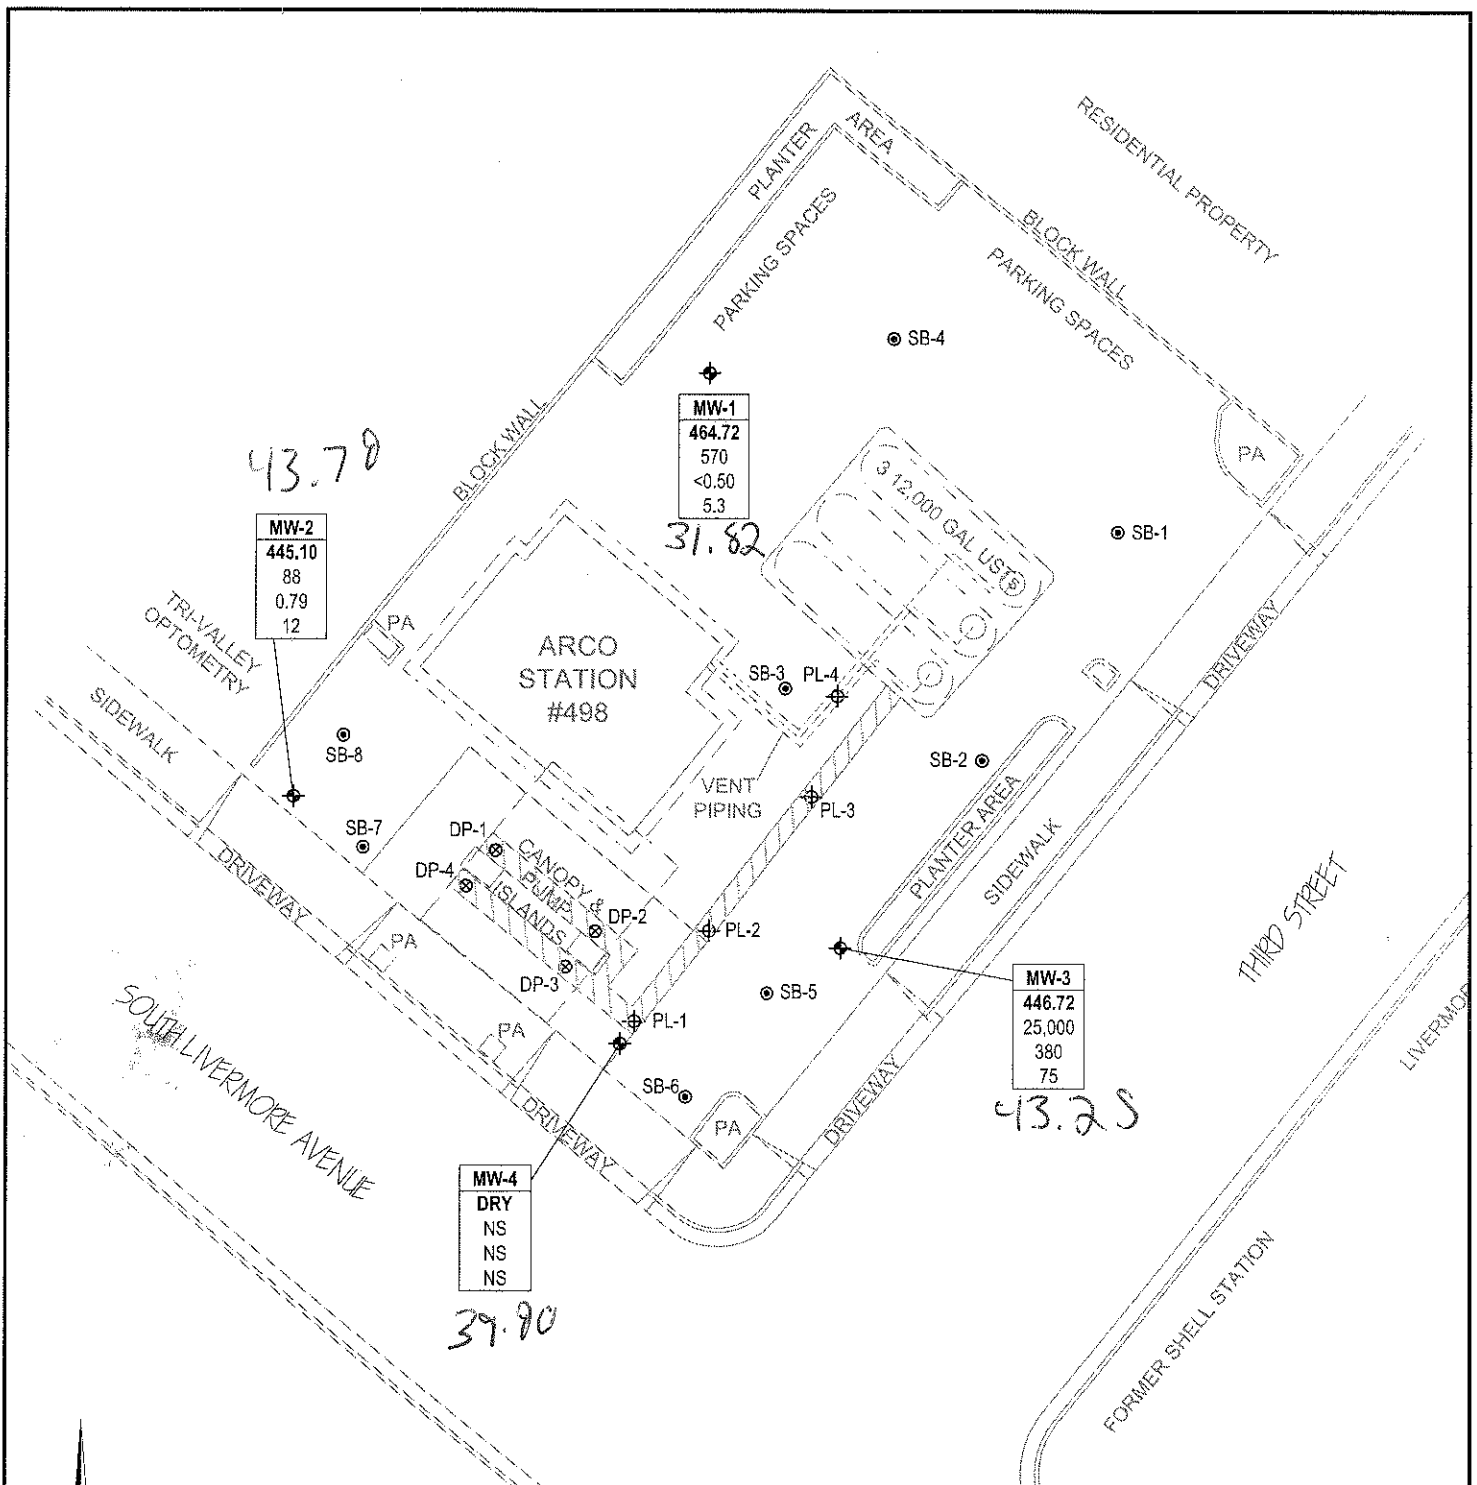 RESIDENTIAL PROPERTY
PLANTER
AREA
PARKING SPACES
BLOCK WALL
PARKING SPACES
SB-4
MW-1
464.72
570
<0.50
5.3
31.82
BLOCK WALL
43.78
MW-2
445.10
88
0.79
12
3 12,000 GAL USTS
PA
SB-1
TRI-VALLEY
OPTOMETRY
PA
ARCO
STATION
#498
SB-3
PL-4
DRIVEWAY
SIDEWALK
SB-8
VENT
PIPING
SB-2
PL-3
PLANTER AREA
SIDEWALK
SB-7
DP-1
DP-4
CANOPY &
PUMP
ISLANDS
DP-2
DP-3
PL-2
DRIVEWAY
PA
THIRD STREET
MW-3
446.72
25,000
380
75
43.25
SB-5
PL-1
PA
SOUTH LIVERMORE AVENUE
SB-6
PA
DRIVEWAY
DRIVEWAY
MW-4
DRY
NS
NS
NS
FORMER SHELL STATION